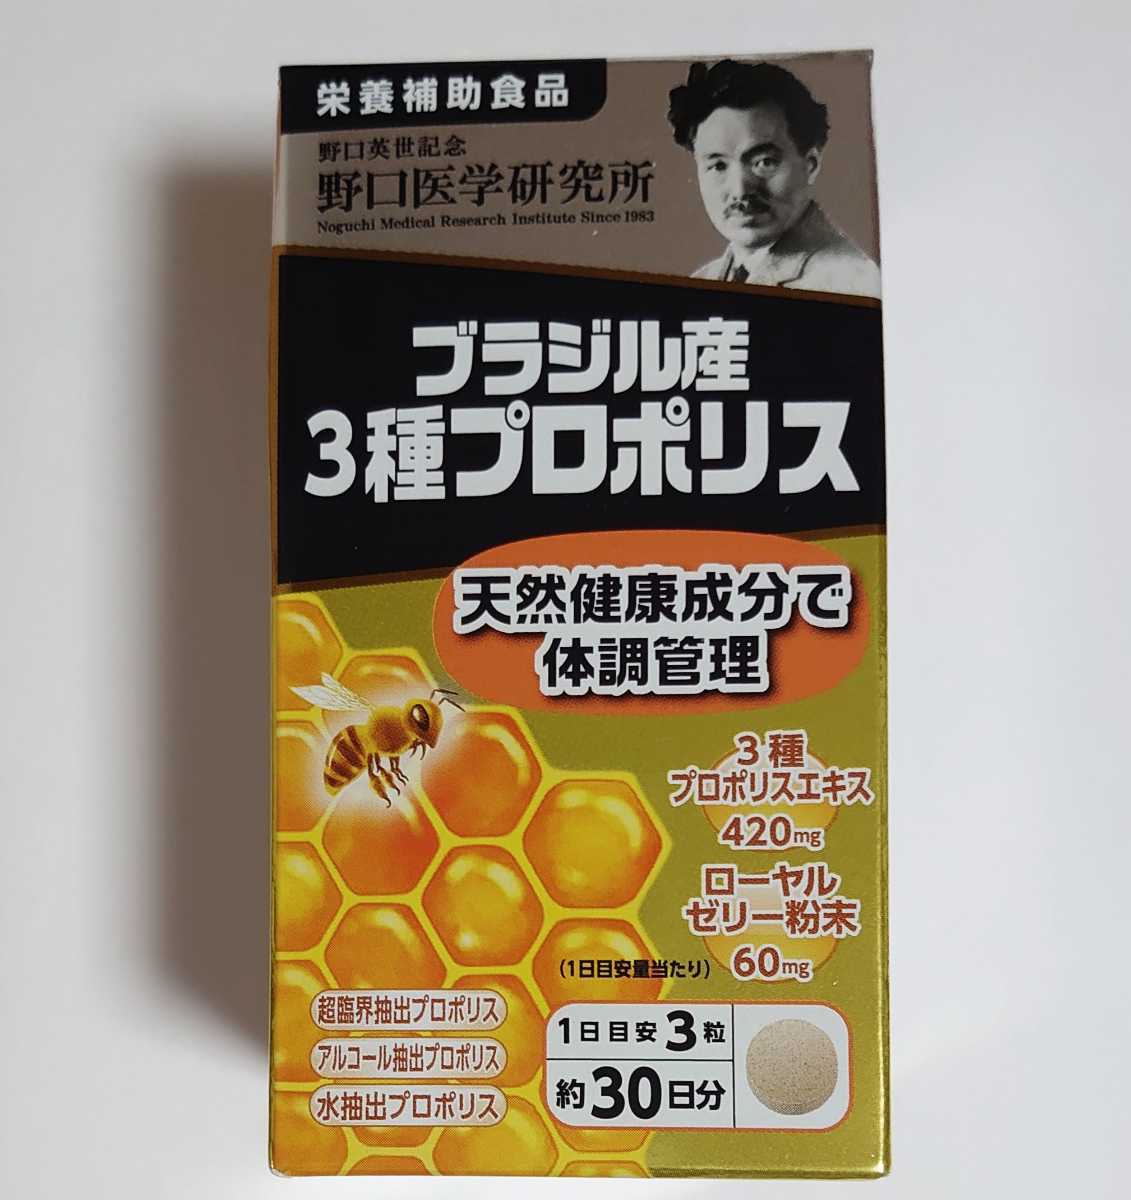 栄養補助食品
野口英世記念
野口医学研究所
Noguchi Medical Research Institute Since 1983
ブラジル産
3種プロポリス
天然健康成分で
体調管理
3種
プロポリスエキス
420mg
ローヤル
ゼリー粉末
60mg
(1日目安量当たり)
超臨界抽出プロポリス
アルコール抽出プロポリス
水抽出プロポリス
1日目安3粒
約30日分